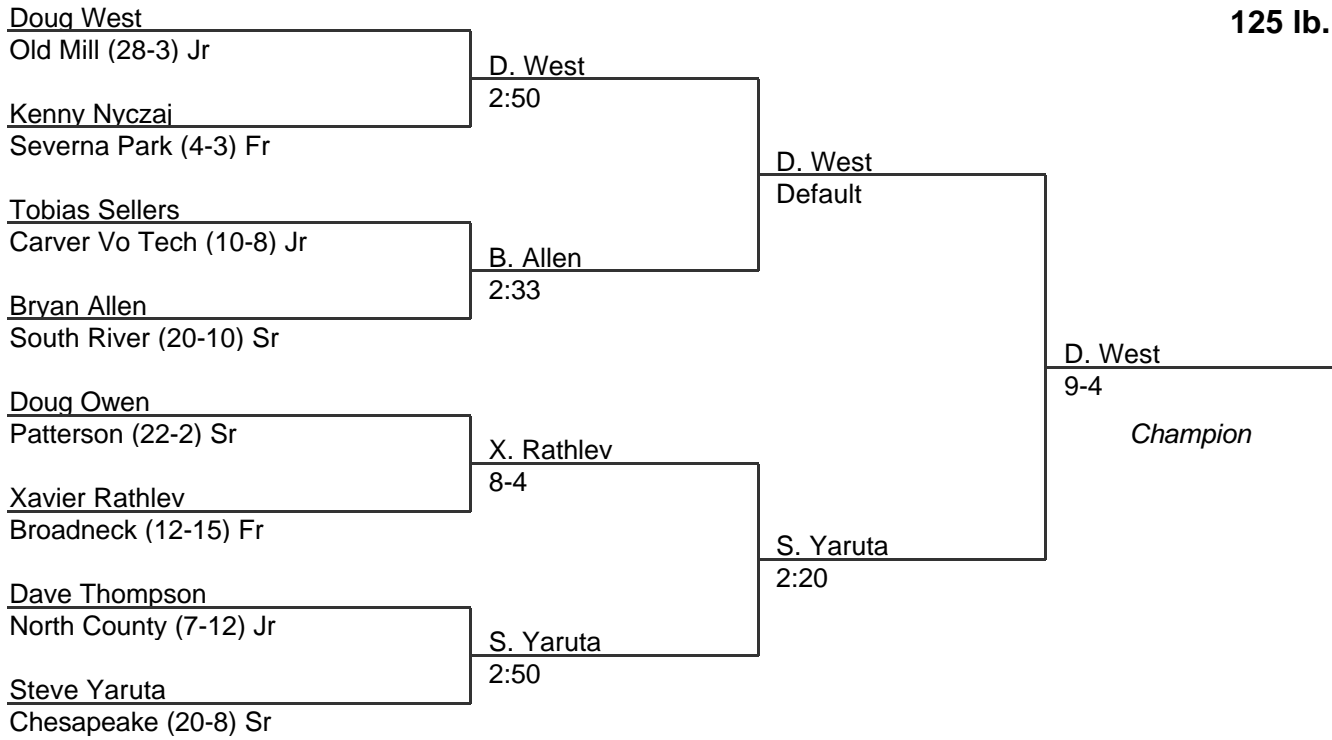 125 lb.
Doug West
Old Mill (28-3) Jr
Kenny Nyczaj
Severna Park (4-3) Fr
Tobias Sellers
Carver Vo Tech (10-8) Jr
Bryan Allen
South River (20-10) Sr
Doug Owen
Patterson (22-2) Sr
Xavier Rathlev
Broadneck (12-15) Fr
Dave Thompson
North County (7-12) Jr
Steve Yaruta
Chesapeake (20-8) Sr
D. West
2:50
B. Allen
2:33
X. Rathlev
8-4
S. Yaruta
2:50
D. West
Default
S. Yaruta
2:20
D. West
9-4
Champion